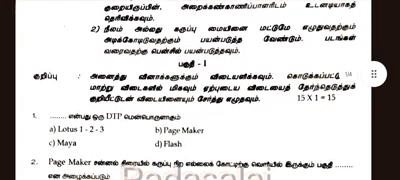 குறையிருப்பின், அறைக்கண்காணிப்பாளரிடம் உடனடியாகத்
தெரிவிக்கவும்.
2) நீலம் அல்லது கருப்பு மையினை மட்டுமே எழுதுவதற்கும்
அடிக்கோடிடுவதற்கும் பயன்படுத்த வேண்டும். படங்கள்
வரைவதற்கு பென்சில் பயன்படுத்தவும்.
பகுதி - I
குறிப்பு : அனைத்து வினாக்களுக்கும் விடையளிக்கவும். கொடுக்கப்பட்ட 1/4
மாற்று விடைகளில் மிகவும் ஏற்புடைய விடையைத் தேர்ந்தெடுத்துக்
குறியீட்டுடன் விடையினையும் சேர்த்து எழுதவும். 15 X 1 = 15
1. ........ என்பது ஒரு DTP மென்பொருளாகும்
a) Lotus 1 - 2 - 3 b) Page Maker
c) Maya d) Flash
2. Page Maker சன்னல் திரையில் கருப்பு நிற எல்லைக் கோட்டிற்கு வெளியில் இருக்கும் பகுதி ........
என அழைக்கப்படும்
Padasalai